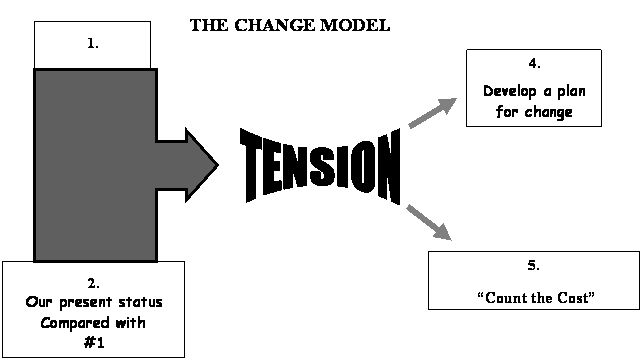 THE CHANGE MODEL
1.
4.
Develop a plan
for change
TENSION
2.
Our present status
Compared with
#1
5.
“Count the Cost”